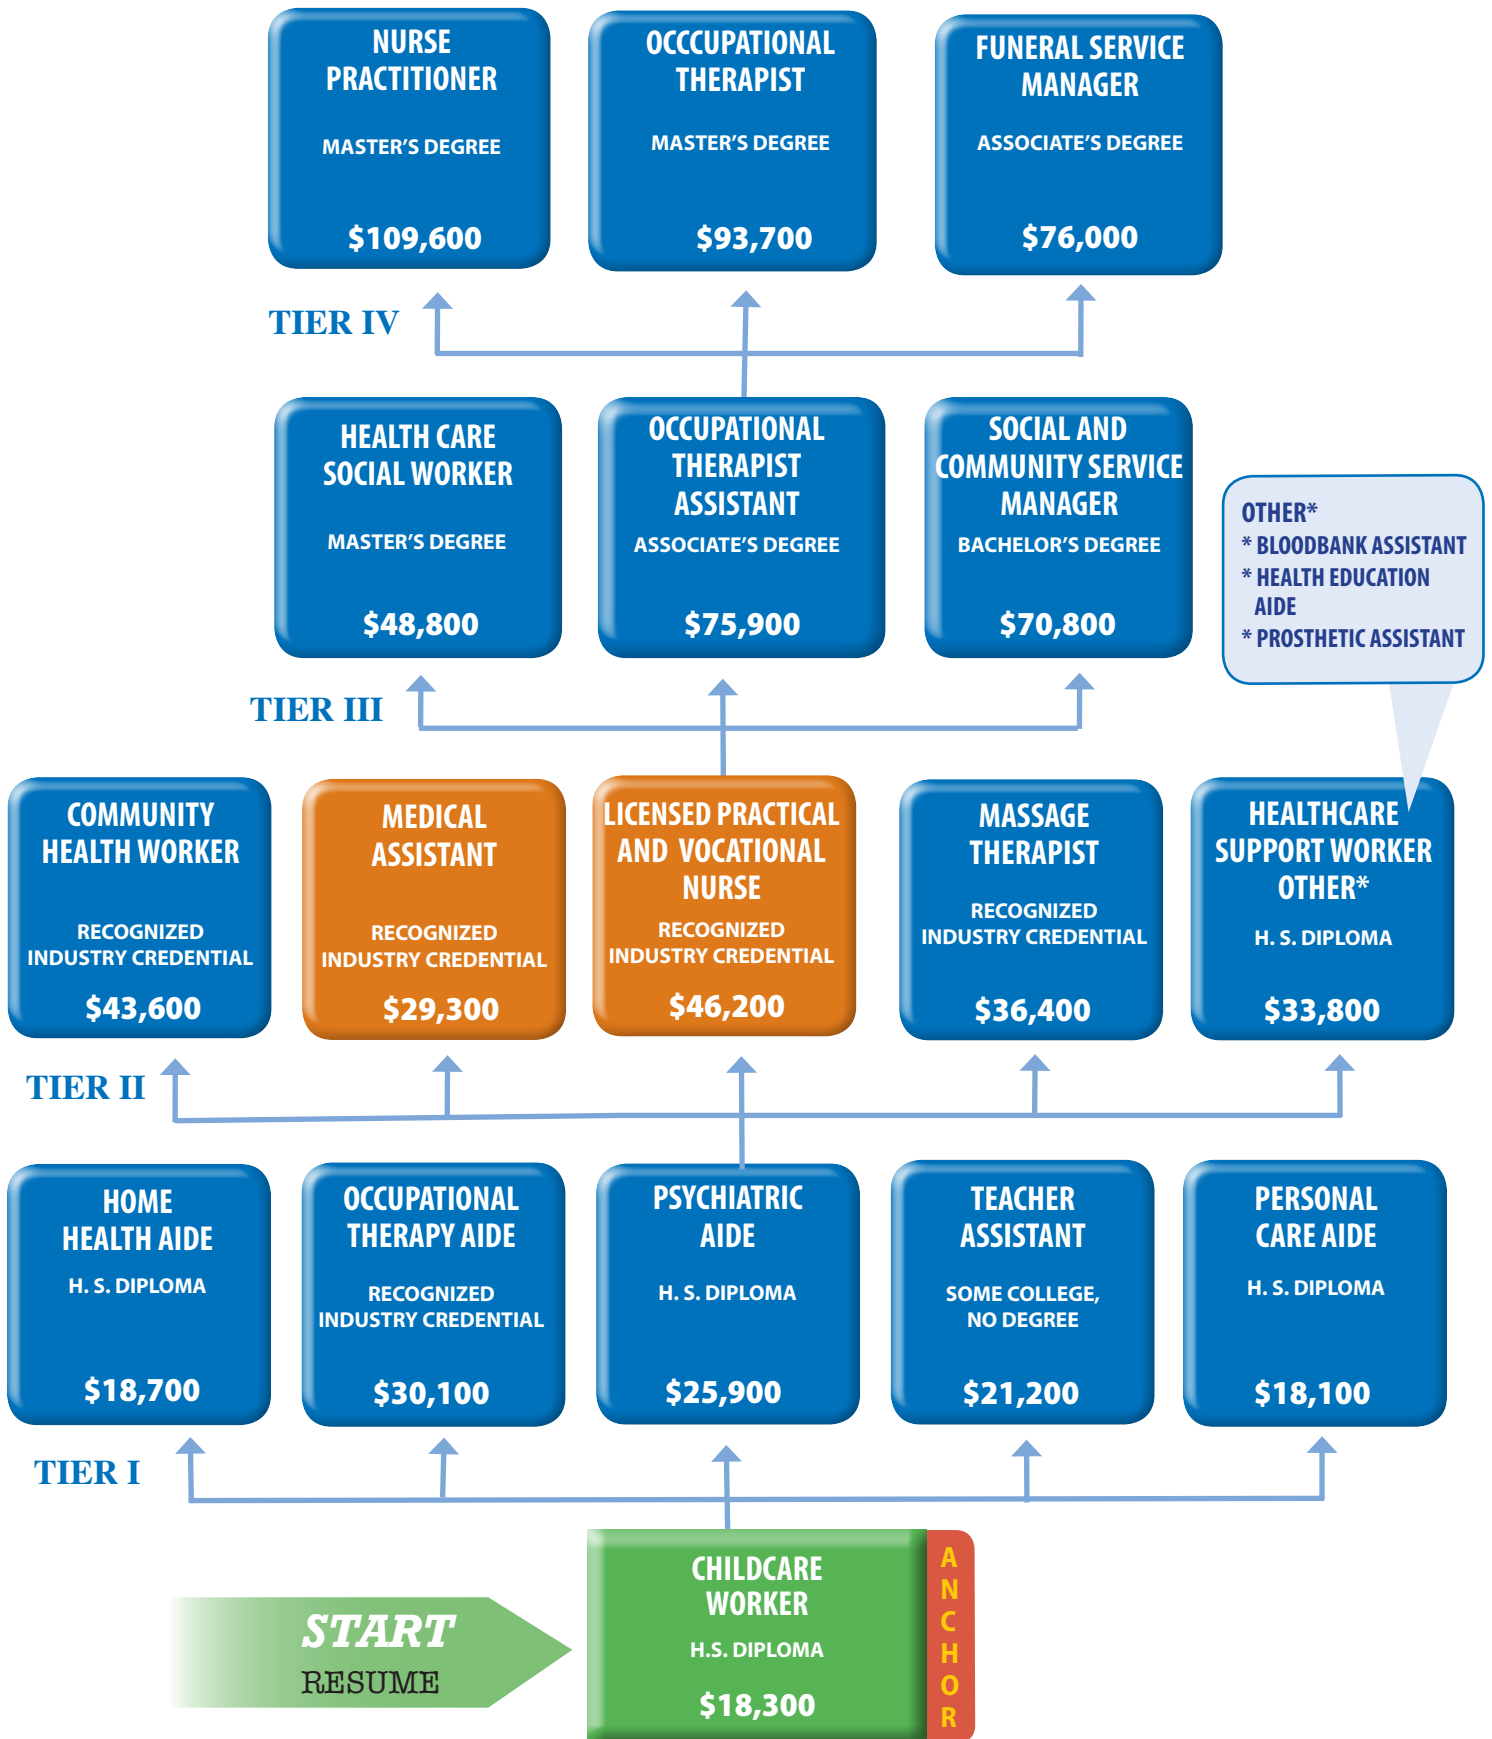 NURSE
PRACTITIONER
MASTER'S DEGREE
$109,600
OCCCUPATIONAL
THERAPIST
MASTER'S DEGREE
$93,700
FUNERAL SERVICE
MANAGER
ASSOCIATE'S DEGREE
$76,000
TIER IV
HEALTH CARE
SOCIAL WORKER
MASTER'S DEGREE
$48,800
OCCUPATIONAL
THERAPIST
ASSISTANT
ASSOCIATE'S DEGREE
$75,900
SOCIAL AND
COMMUNITY SERVICE
MANAGER
BACHELOR'S DEGREE
$70,800
OTHER*
* BLOODBANK ASSISTANT
* HEALTH EDUCATION
AIDE
* PROSTHETIC ASSISTANT
TIER III
COMMUNITY
HEALTH WORKER
RECOGNIZED
INDUSTRY CREDENTIAL
$43,600
MEDICAL
ASSISTANT
RECOGNIZED
INDUSTRY CREDENTIAL
$29,300
LICENSED PRACTICAL
AND VOCATIONAL
NURSE
RECOGNIZED
INDUSTRY CREDENTIAL
$46,200
MASSAGE
THERAPIST
RECOGNIZED
INDUSTRY CREDENTIAL
$36,400
HEALTHCARE
SUPPORT WORKER
OTHER*
H. S. DIPLOMA
$33,800
TIER II
HOME
HEALTH AIDE
H. S. DIPLOMA
$18,700
OCCUPATIONAL
THERAPY AIDE
RECOGNIZED
INDUSTRY CREDENTIAL
$30,100
PSYCHIATRIC
AIDE
H. S. DIPLOMA
$25,900
TEACHER
ASSISTANT
SOME COLLEGE,
NO DEGREE
$21,200
PERSONAL
CARE AIDE
H. S. DIPLOMA
$18,100
TIER I
START
RESUME
CHILDCARE
WORKER
H.S. DIPLOMA
$18,300
ANCHOR